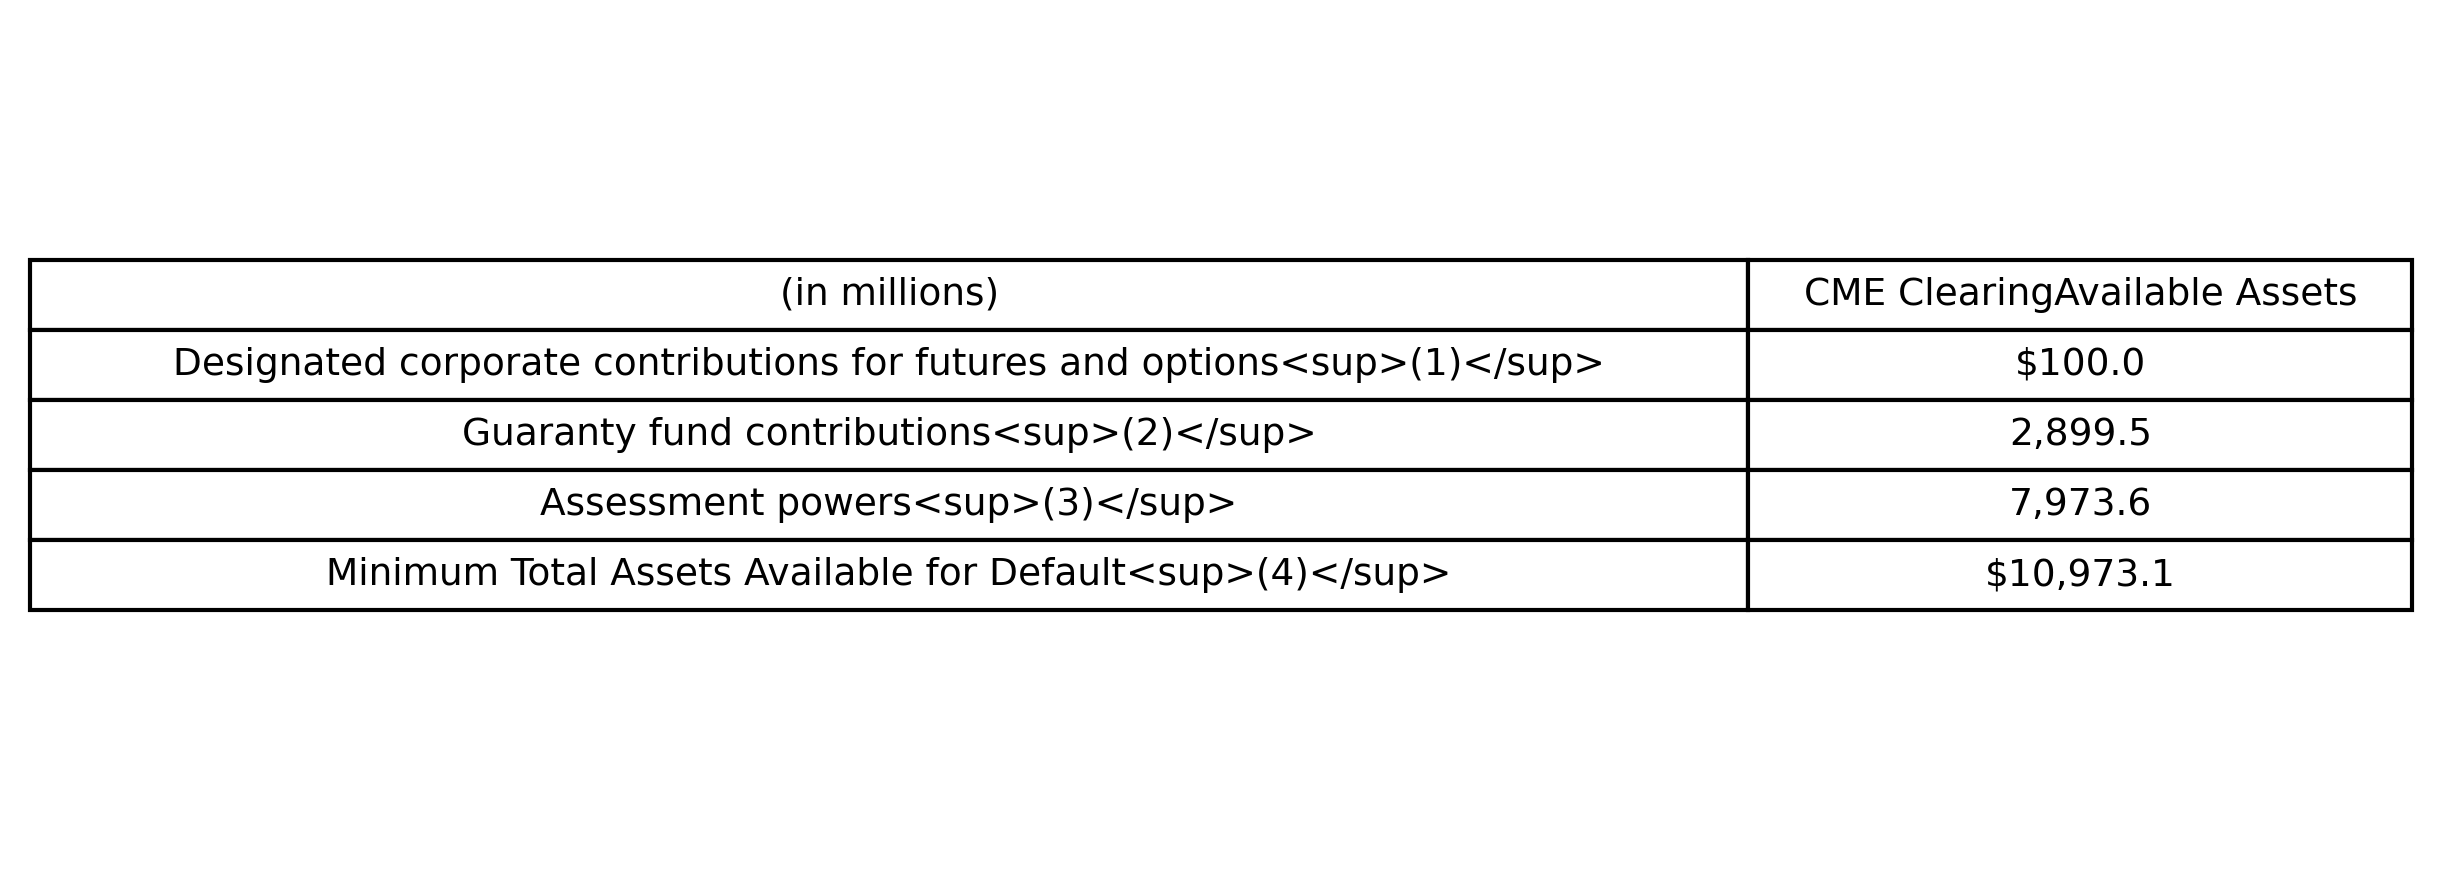 (in millions) CME ClearingAvailable Assets
Designated corporate contributions for futures and options<sup>(1)</sup> $100.0
Guaranty fund contributions<sup>(2)</sup> 2,899.5
Assessment powers<sup>(3)</sup> 7,973.6
Minimum Total Assets Available for Default<sup>(4)</sup> $10,973.1